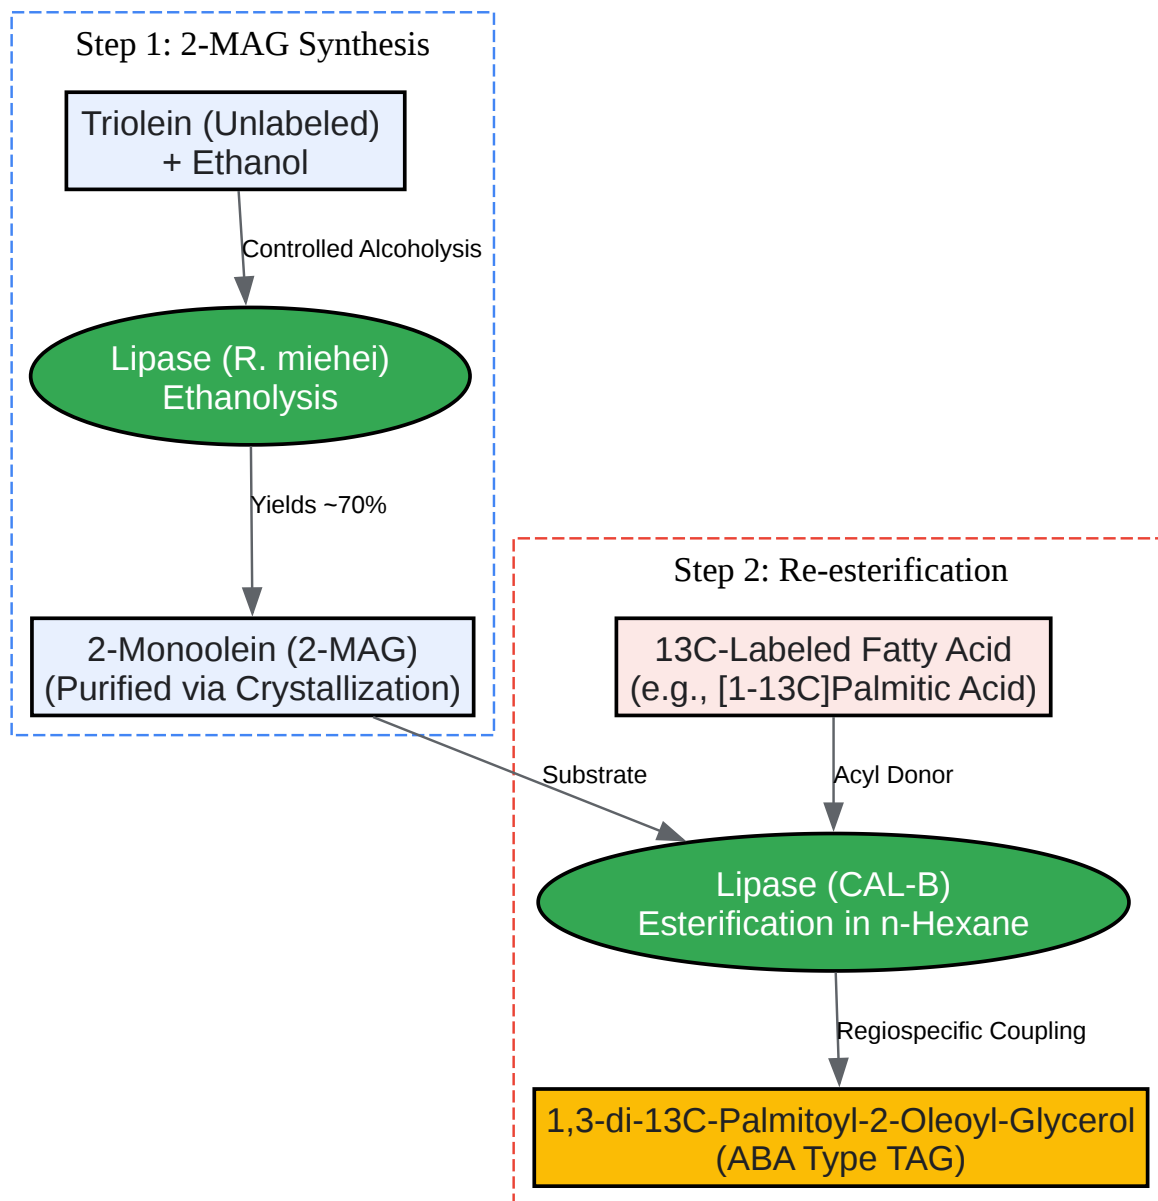 Step 1: 2-MAG Synthesis
Triolein (Unlabeled)
+ Ethanol
Controlled Alcoholysis
Lipase (R. miehei)
Ethanolysis
Yields ~70%
2-Monoolein (2-MAG)
(Purified via Crystallization)
Step 2: Re-esterification
13C-Labeled Fatty Acid
(e.g., [1-13C]Palmitic Acid)
Substrate
Acyl Donor
Lipase (CAL-B)
Esterification in n-Hexane
Regiospecific Coupling
1,3-di-13C-Palmitoyl-2-Oleoyl-Glycerol
(ABA Type TAG)